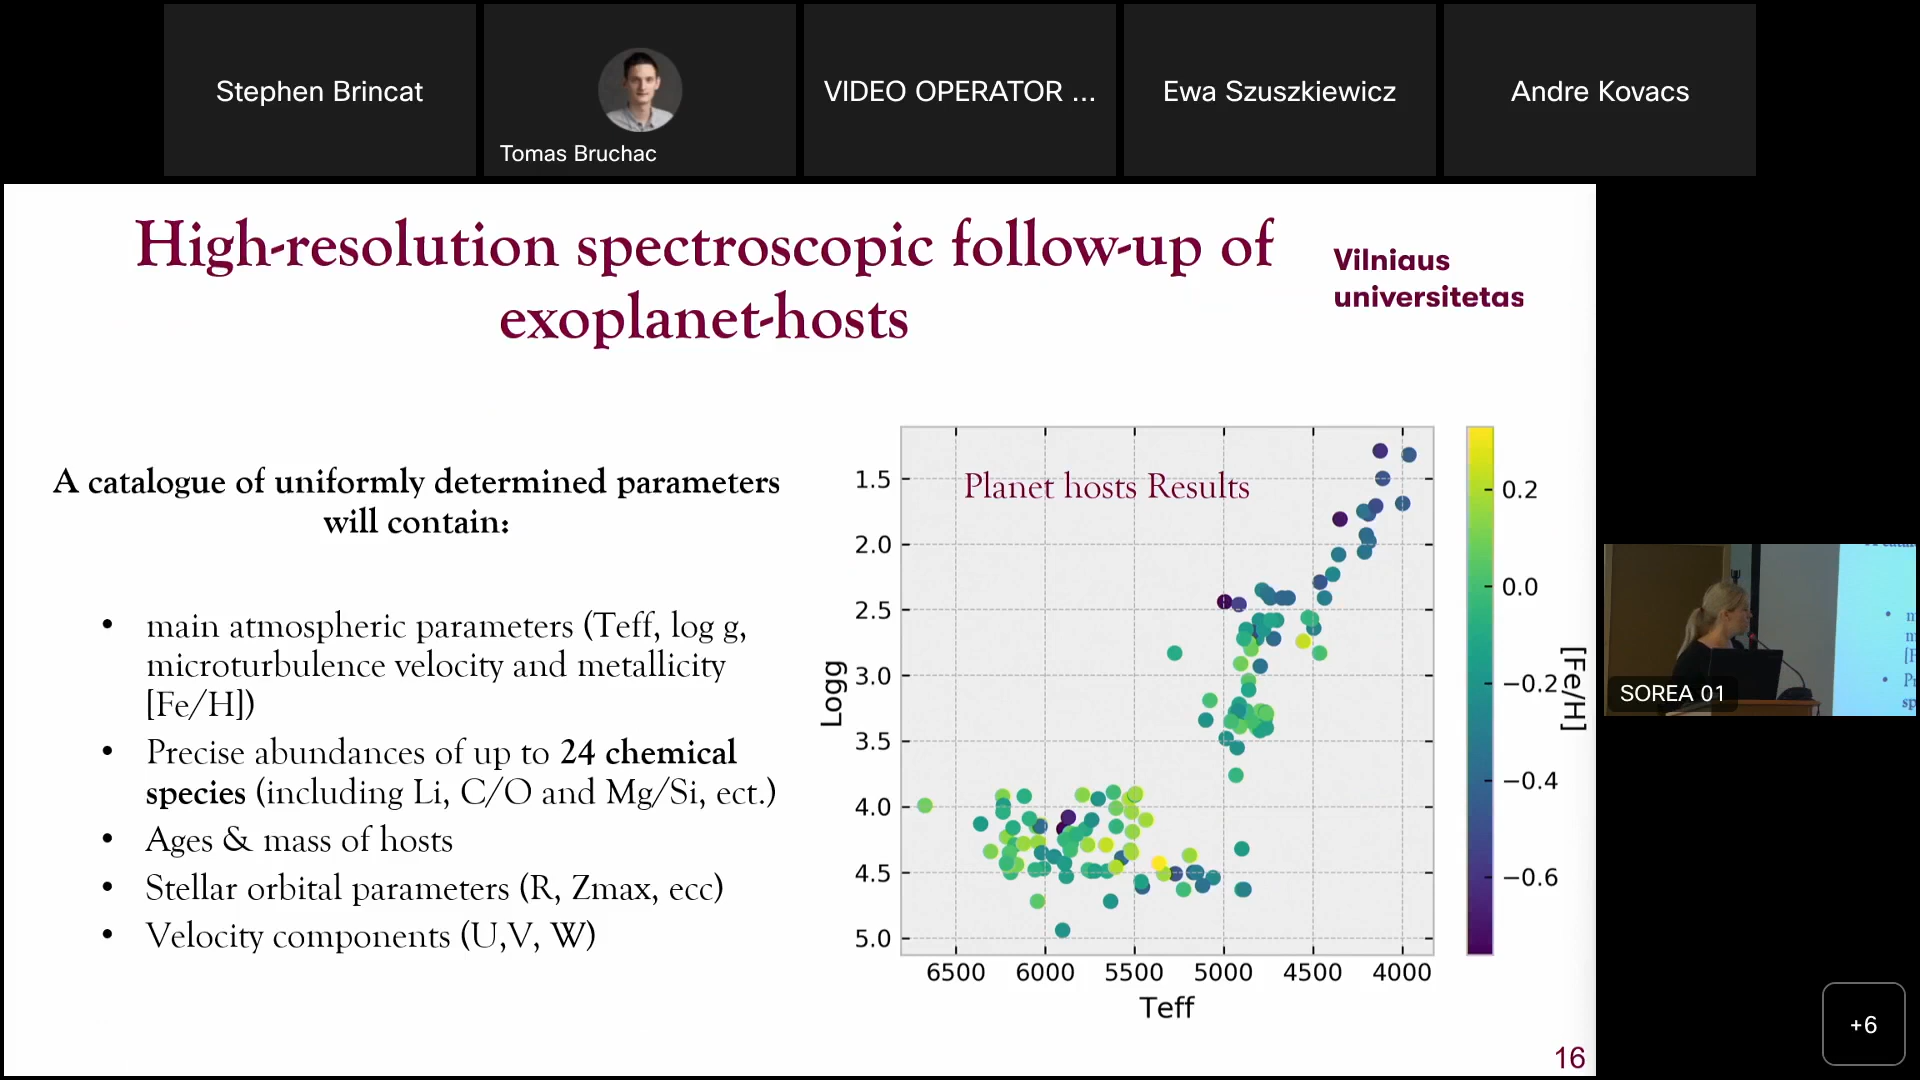 Stephen Brincat
Tomas Bruchac
VIDEO OPERATOR ...
Ewa Szuszkiewicz
Andre Kovacs
High-resolution spectroscopic follow-up of
exoplanet-hosts
Vilniaus
universitetas
A catalogue of uniformly determined parameters
will contain:
• main atmospheric parameters (Teff, log g,
microturbulence velocity and metallicity
[Fe/H])
• Precise abundances of up to 24 chemical
species (including Li, C/O and Mg/Si, ect.)
• Ages & mass of hosts
• Stellar orbital parameters (R, Zmax, ecc)
• Velocity components (U,V, W)
Planet hosts Results
Logg
1.5
2.0
2.5
3.0
3.5
4.0
4.5
5.0
6500 6000 5500 5000 4500 4000
Teff
0.2
0.0
−0.2
−0.4
−0.6
[Fe/H]
16
SOREA 01
+6